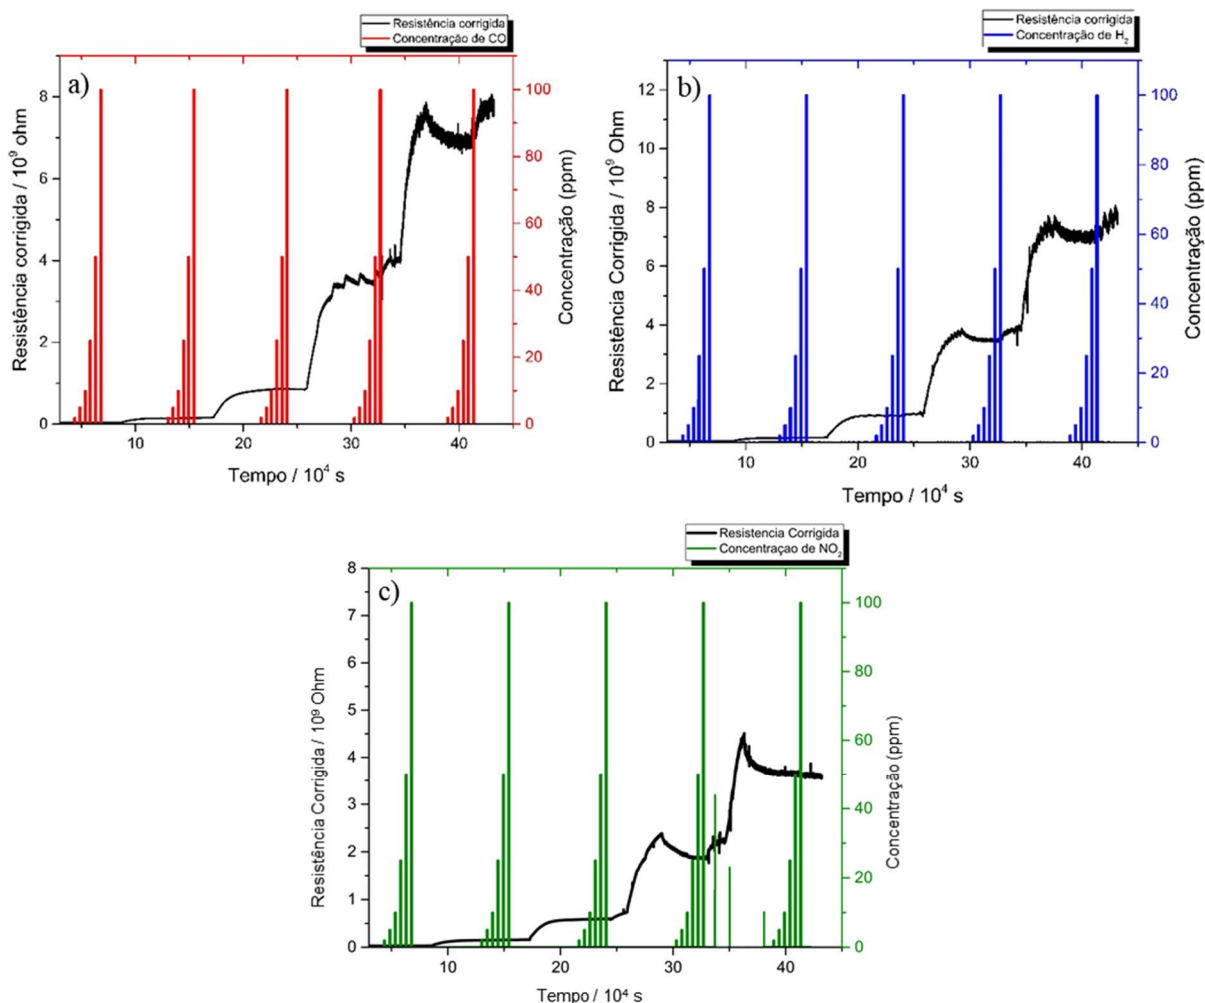 Resistência corrigida
Concentração de CO
a)
8
6
4
2
0
100
80
60
40
20
0
10
20
30
40
Resistência corrigida / 10⁹ ohm
Concentração (ppm)
Tempo / 10⁴ s
Resistência corrigida
Concentração de H₂
b)
12
10
8
6
4
2
0
100
80
60
40
20
0
10
20
30
40
Resistência Corrigida / 10⁹ Ohm
Concentração (ppm)
Tempo / 10⁴ s
Resistencia Corrigida
Concentraçao de NO₂
c)
8
7
6
5
4
3
2
1
0
100
80
60
40
20
0
10
20
30
40
Resistência Corrigida / 10⁹ Ohm
Concentração (ppm)
Tempo / 10⁴ s